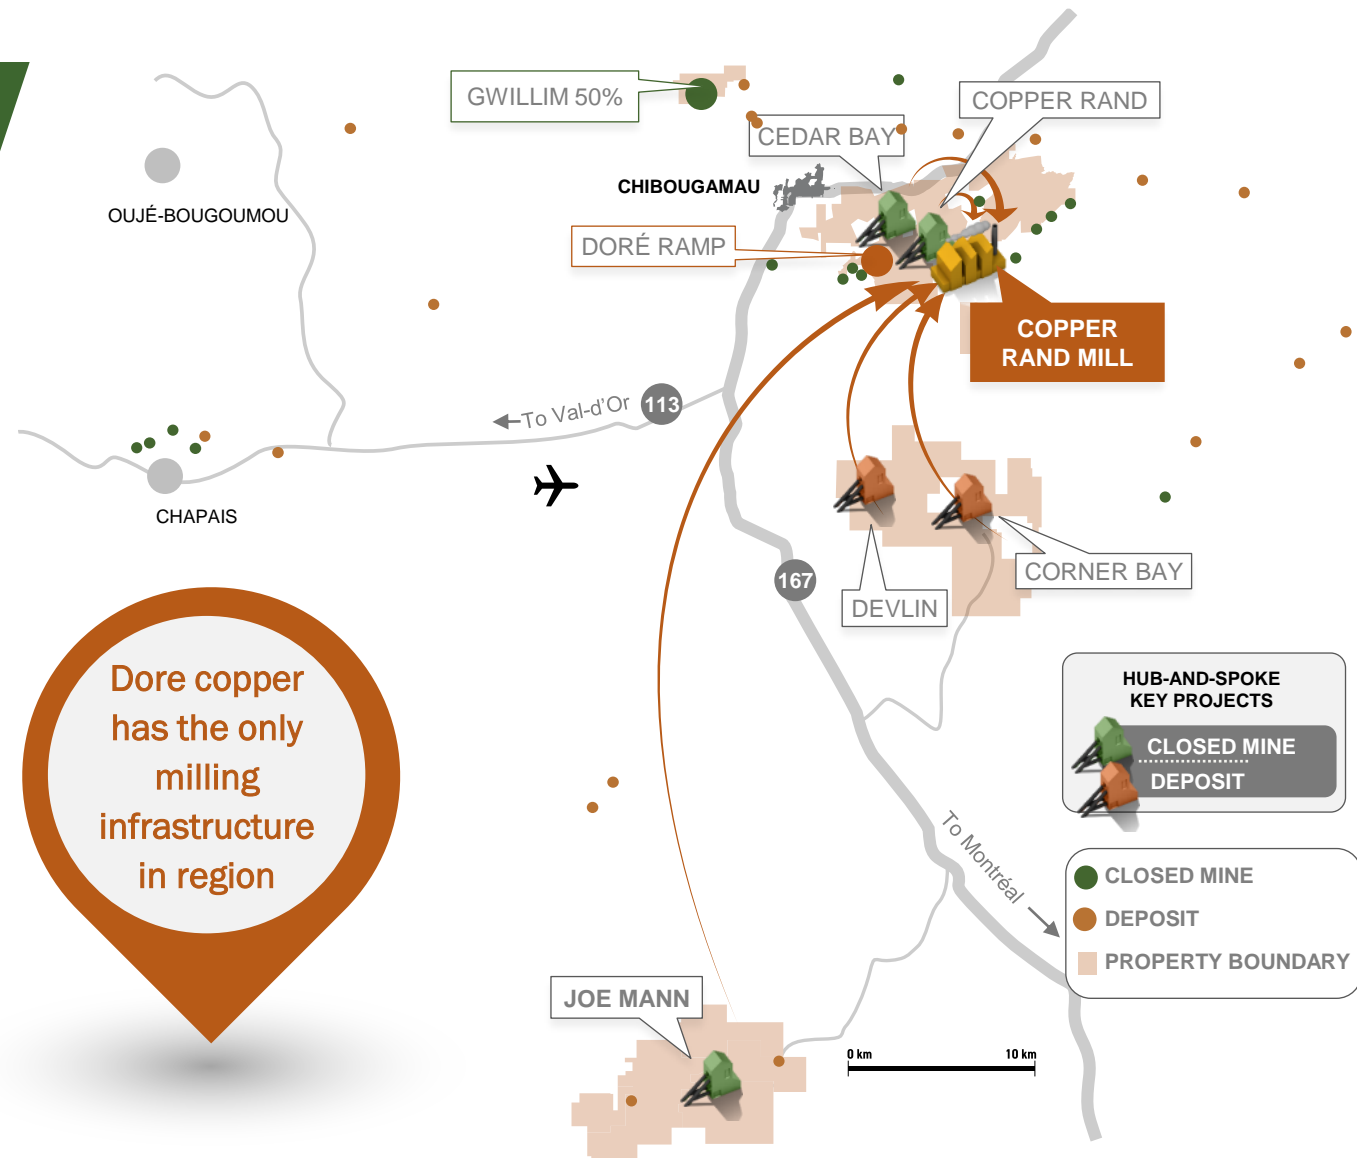 GWILLIM 50%
COPPER RAND
CEDAR BAY
CHIBOUGAMAU
OUJÉ-BOUGOUMOU
DORÉ RAMP
COPPER
RAND MILL
To Val-d'Or
113
CHAPAIS
167
CORNER BAY
DEVLIN
Dore copper
has the only
milling
infrastructure
in region
HUB-AND-SPOKE
KEY PROJECTS
CLOSED MINE
DEPOSIT
To Montréal
CLOSED MINE
DEPOSIT
PROPERTY BOUNDARY
JOE MANN
0 km
10 km